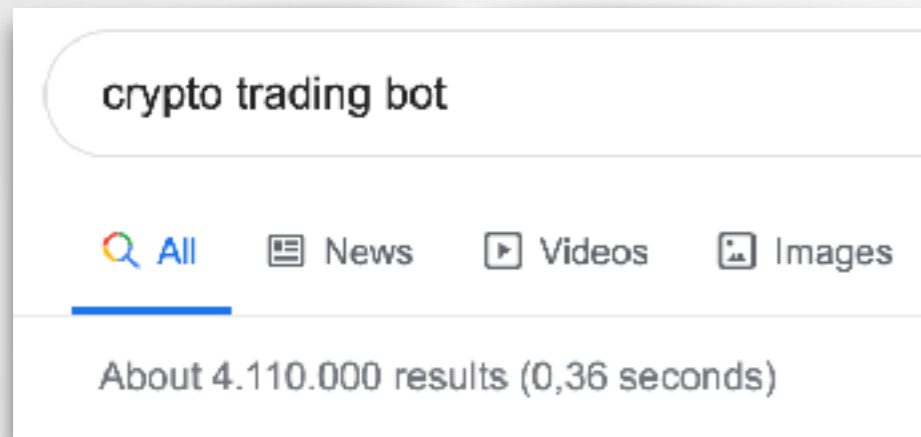 crypto trading bot
All News Videos Images
About 4.110.000 results (0,36 seconds)